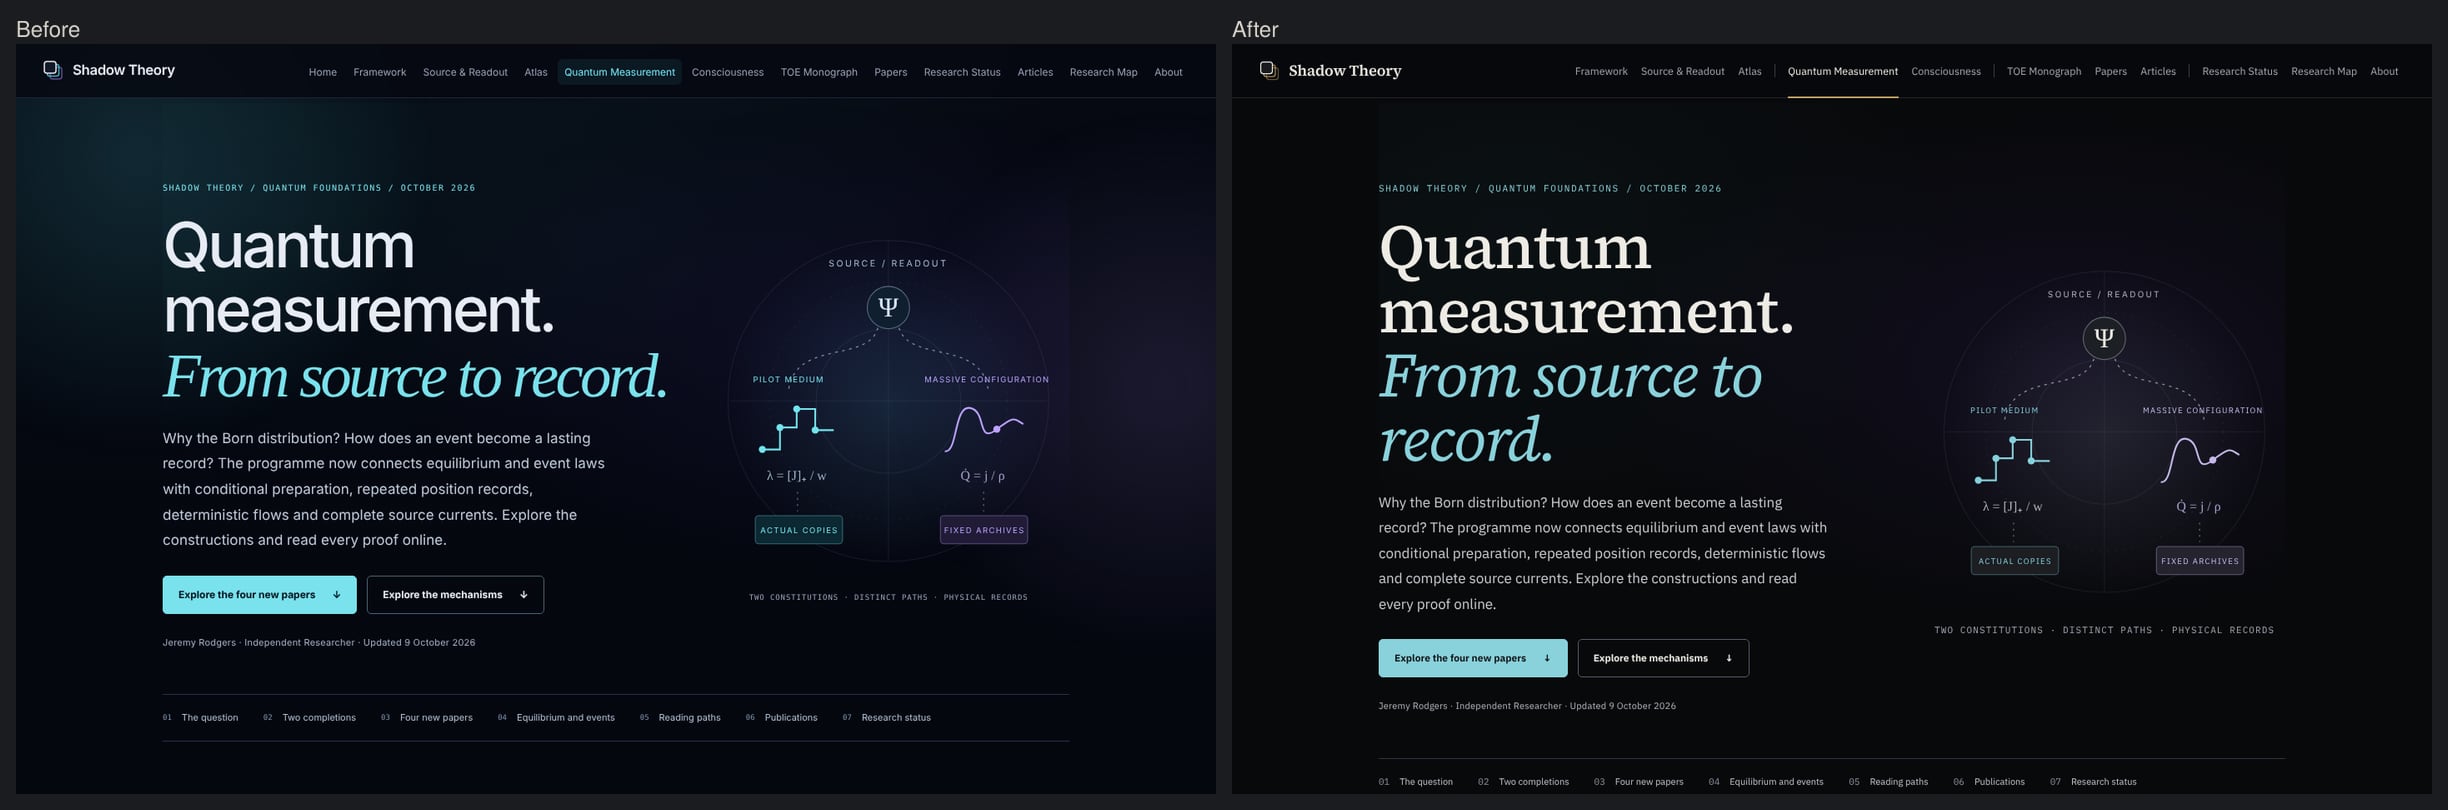 Before
Shadow Theory
Home Framework Source & Readout Atlas Quantum Measurement Consciousness TOE Monograph Papers Research Status Articles Research Map About
SHADOW THEORY / QUANTUM FOUNDATIONS / OCTOBER 2026
Quantum
measurement.
From source to record.
Why the Born distribution? How does an event become a lasting
record? The programme now connects equilibrium and event laws
with conditional preparation, repeated position records,
deterministic flows and complete source currents. Explore the
constructions and read every proof online.
Explore the four new papers ↓
Explore the mechanisms ↓
Jeremy Rodgers · Independent Researcher · Updated 9 October 2026
SOURCE / READOUT
Ψ
PILOT MEDIUM
MASSIVE CONFIGURATION
λ = [J]₊ / w
Q̇ = j / ρ
ACTUAL COPIES
FIXED ARCHIVES
TWO CONSTITUTIONS · DISTINCT PATHS · PHYSICAL RECORDS
01 The question 02 Two completions 03 Four new papers 04 Equilibrium and events 05 Reading paths 06 Publications 07 Research status
After
Shadow Theory
Framework Source & Readout Atlas Quantum Measurement Consciousness TOE Monograph Papers Articles Research Status Research Map About
SHADOW THEORY / QUANTUM FOUNDATIONS / OCTOBER 2026
Quantum
measurement.
From source to
record.
Why the Born distribution? How does an event become a lasting
record? The programme now connects equilibrium and event laws with
conditional preparation, repeated position records, deterministic flows
and complete source currents. Explore the constructions and read
every proof online.
Explore the four new papers ↓
Explore the mechanisms ↓
Jeremy Rodgers · Independent Researcher · Updated 9 October 2026
SOURCE / READOUT
Ψ
PILOT MEDIUM
MASSIVE CONFIGURATION
λ = [J]₊ / w
Q̇ = j / ρ
ACTUAL COPIES
FIXED ARCHIVES
TWO CONSTITUTIONS · DISTINCT PATHS · PHYSICAL RECORDS
01 The question 02 Two completions 03 Four new papers 04 Equilibrium and events 05 Reading paths 06 Publications 07 Research status